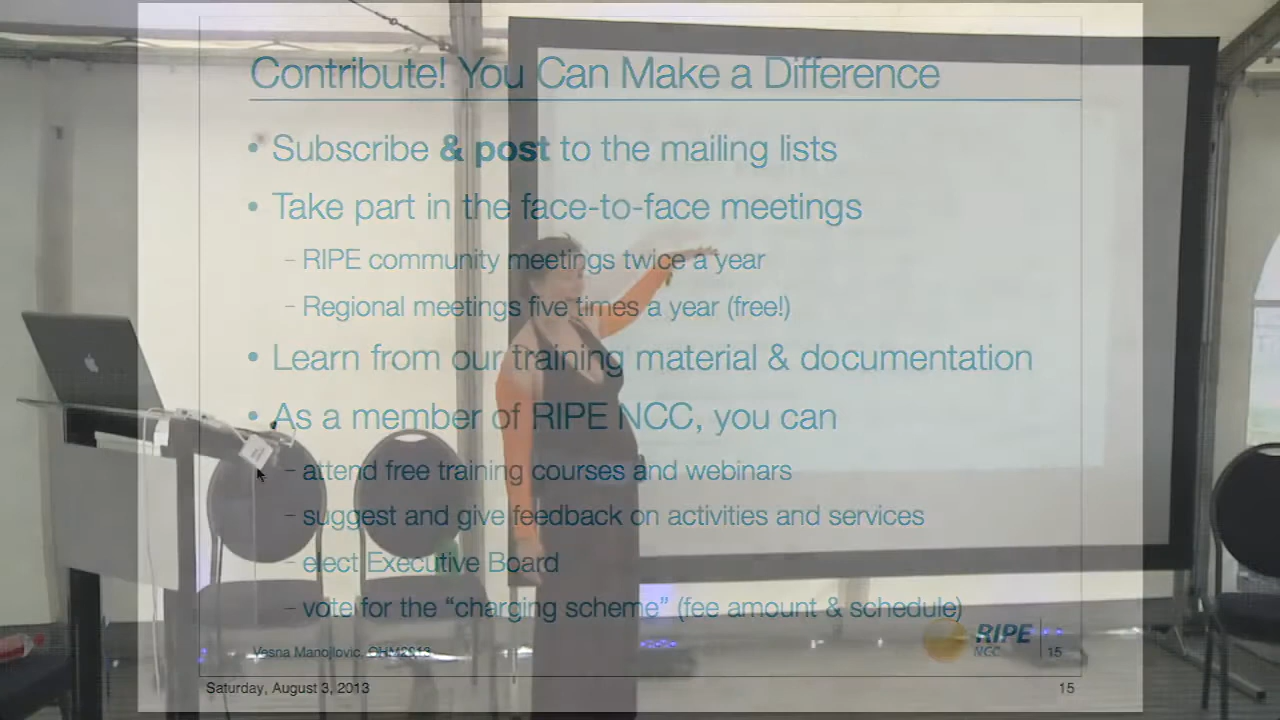 Contribute! You Can Make a Difference
• Subscribe & post to the mailing lists
• Take part in the face-to-face meetings
– RIPE community meetings twice a year
– Regional meetings five times a year (free!)
• Learn from our training material & documentation
• As a member of RIPE NCC, you can
– attend free training courses and webinars
– suggest and give feedback on activities and services
– elect Executive Board
– vote for the “charging scheme” (fee amount & schedule)
Vesna Manojlovic, OHM2013
RIPE
NCC
15
Saturday, August 3, 2013
15